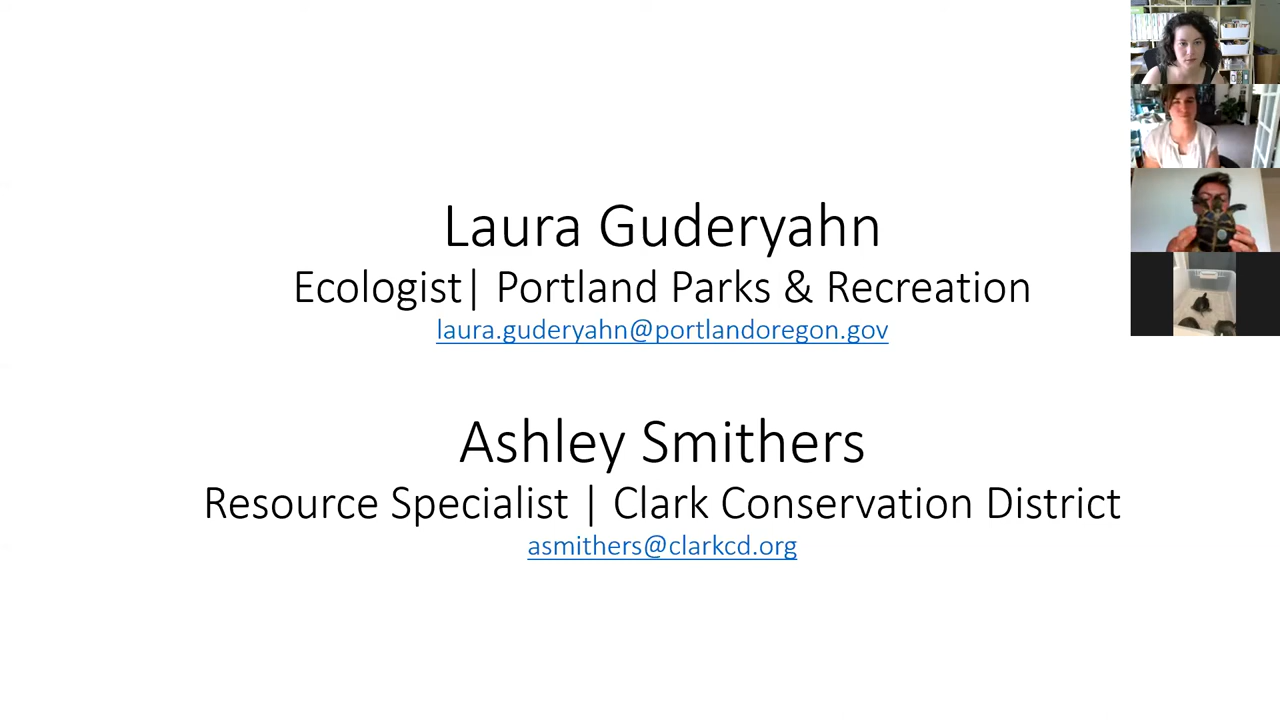 Laura Guderyahn
Ecologist| Portland Parks & Recreation
laura.guderyahn@portlandoregon.gov
Ashley Smithers
Resource Specialist | Clark Conservation District
asmithers@clarkcd.org